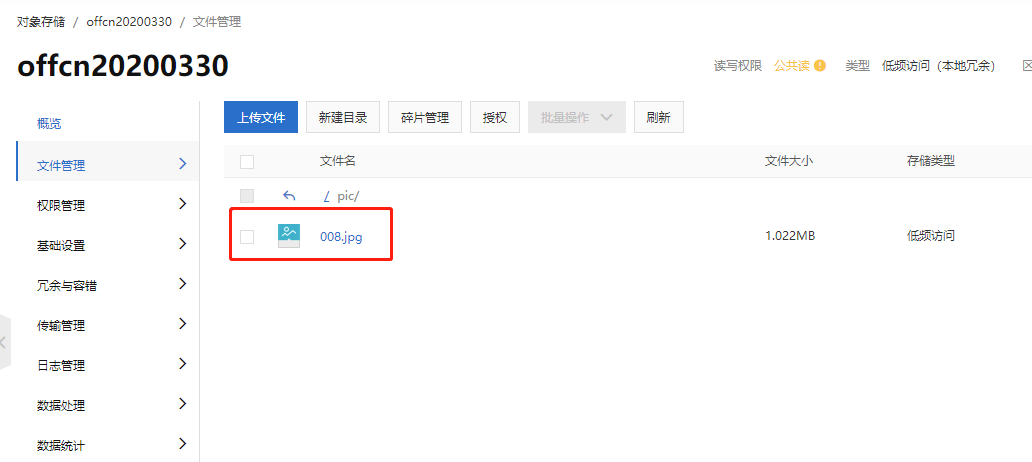 对象存储 / offcn20200330 / 文件管理
offcn20200330
读写权限 公共读 类型 低频访问（本地冗余）
概览
文件管理
权限管理
基础设置
冗余与容错
传输管理
日志管理
数据处理
数据统计
上传文件 新建目录 碎片管理 授权 批量操作 刷新
文件名 文件大小 存储类型
/ pic/
008.jpg 1.022MB 低频访问